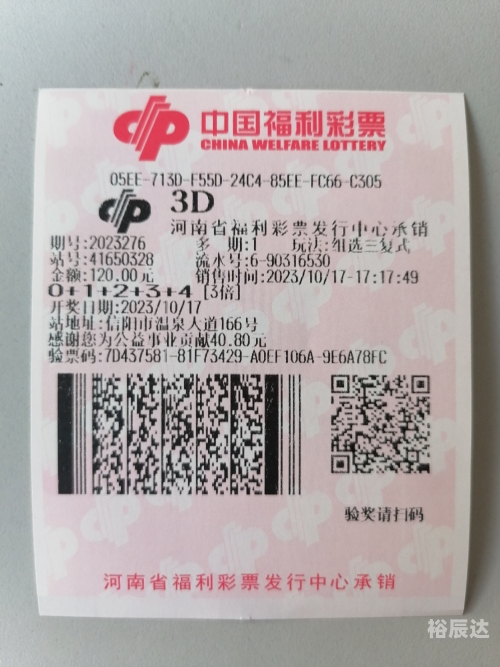 中国福利彩票
CHINA WELFARE LOTTERY
05EE-713D-F55D-24C4-85EE-FC66-C305
3D
河南省福利彩票发行中心承销
期号:2023276 多 期:1 玩法:组选三复式
站号:41650328 流水号:6-90316530
金额:120.00元 销售时间:2023/10/17-17:17:49
0+1+2+3+4 [3倍]
开奖日期:2023/10/17
站地址:信阳市温泉大道166号
感谢您为公益事业贡献40.80元
验票码:7D437581-81F73429-A0EF106A-9E6A78FC
验奖请扫码
河南省福利彩票发行中心承销
裕辰达